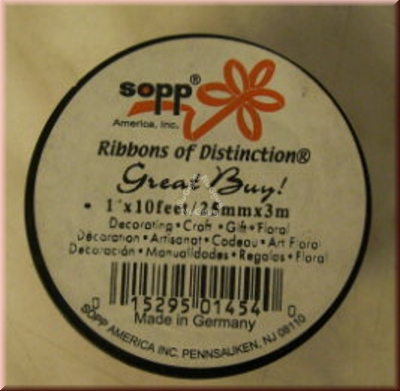 sopp®
America, Inc.
Ribbons of Distinction®
Great Buy!
• 1"x10feet/25mmx3m
Decorating • Craft • Gift • Floral
Décoration • Artisanat • Cadeau • Art Floral
Decoración • Manualidades • Regalos • Floral
0 15295 01454 0
Made in Germany
SOPP AMERICA INC. PENNSAUKEN, NJ 08110